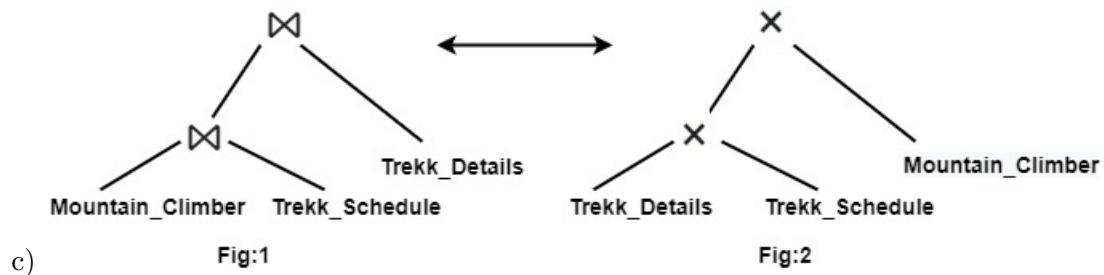 ⋈ ×
⋈ ×
Trekk_Details Mountain_Climber
Mountain_Climber Trekk_Schedule Trekk_Details Trekk_Schedule
c) Fig:1 Fig:2